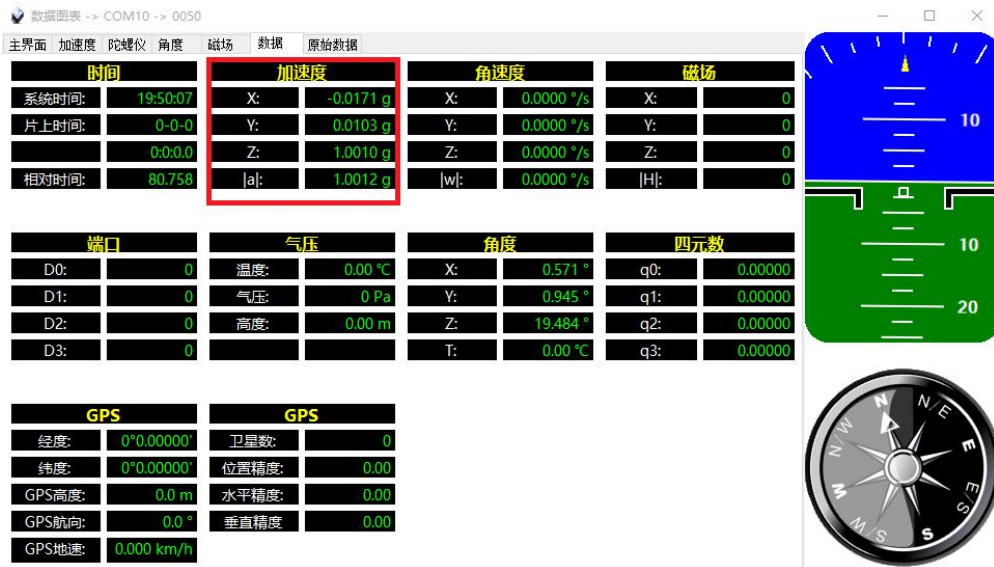 数据图表 -> COM10 -> 0050
主界面 加速度 陀螺仪 角度 磁场 数据 原始数据
时间 加速度 角速度 磁场
系统时间: 19:50:07 X: -0.0171 g X: 0.0000 °/s X: 0
片上时间: 0-0-0 Y: 0.0103 g Y: 0.0000 °/s Y: 0
0:0:0.0 Z: 1.0010 g Z: 0.0000 °/s Z: 0
相对时间: 80.758 |a|: 1.0012 g |w|: 0.0000 °/s |H|: 0
10
端口 气压 角度 四元数
D0: 0 温度: 0.00 ℃ X: 0.571 ° q0: 0.00000
D1: 0 气压: 0 Pa Y: 0.945 ° q1: 0.00000
D2: 0 高度: 0.00 m Z: 19.484 ° q2: 0.00000
D3: 0 T: 0.00 ℃ q3: 0.00000
10
20
GPS GPS
经度: 0°0.00000' 卫星数: 0
纬度: 0°0.00000' 位置精度: 0.00
GPS高度: 0.0 m 水平精度: 0.00
GPS航向: 0.0 ° 垂直精度 0.00
GPS地速: 0.000 km/h
N N/E E E/S S S/W W N/W